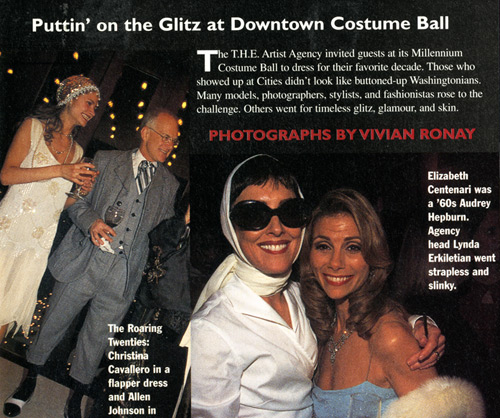 Puttin' on the Glitz at Downtown Costume Ball
The T.H.E. Artist Agency invited guests at its Millennium
Costume Ball to dress for their favorite decade. Those who
showed up at Cities didn't look like buttoned-up Washingtonians.
Many models, photographers, stylists, and fashionistas rose to the
challenge. Others went for timeless glitz, glamour, and skin.
PHOTOGRAPHS BY VIVIAN RONAY
Elizabeth
Centenari was
a '60s Audrey
Hepburn.
Agency
head Lynda
Erkiletian went
strapless and
slinky.
The Roaring
Twenties:
Christina
Cavallero in a
flapper dress
and Allen
Johnson in